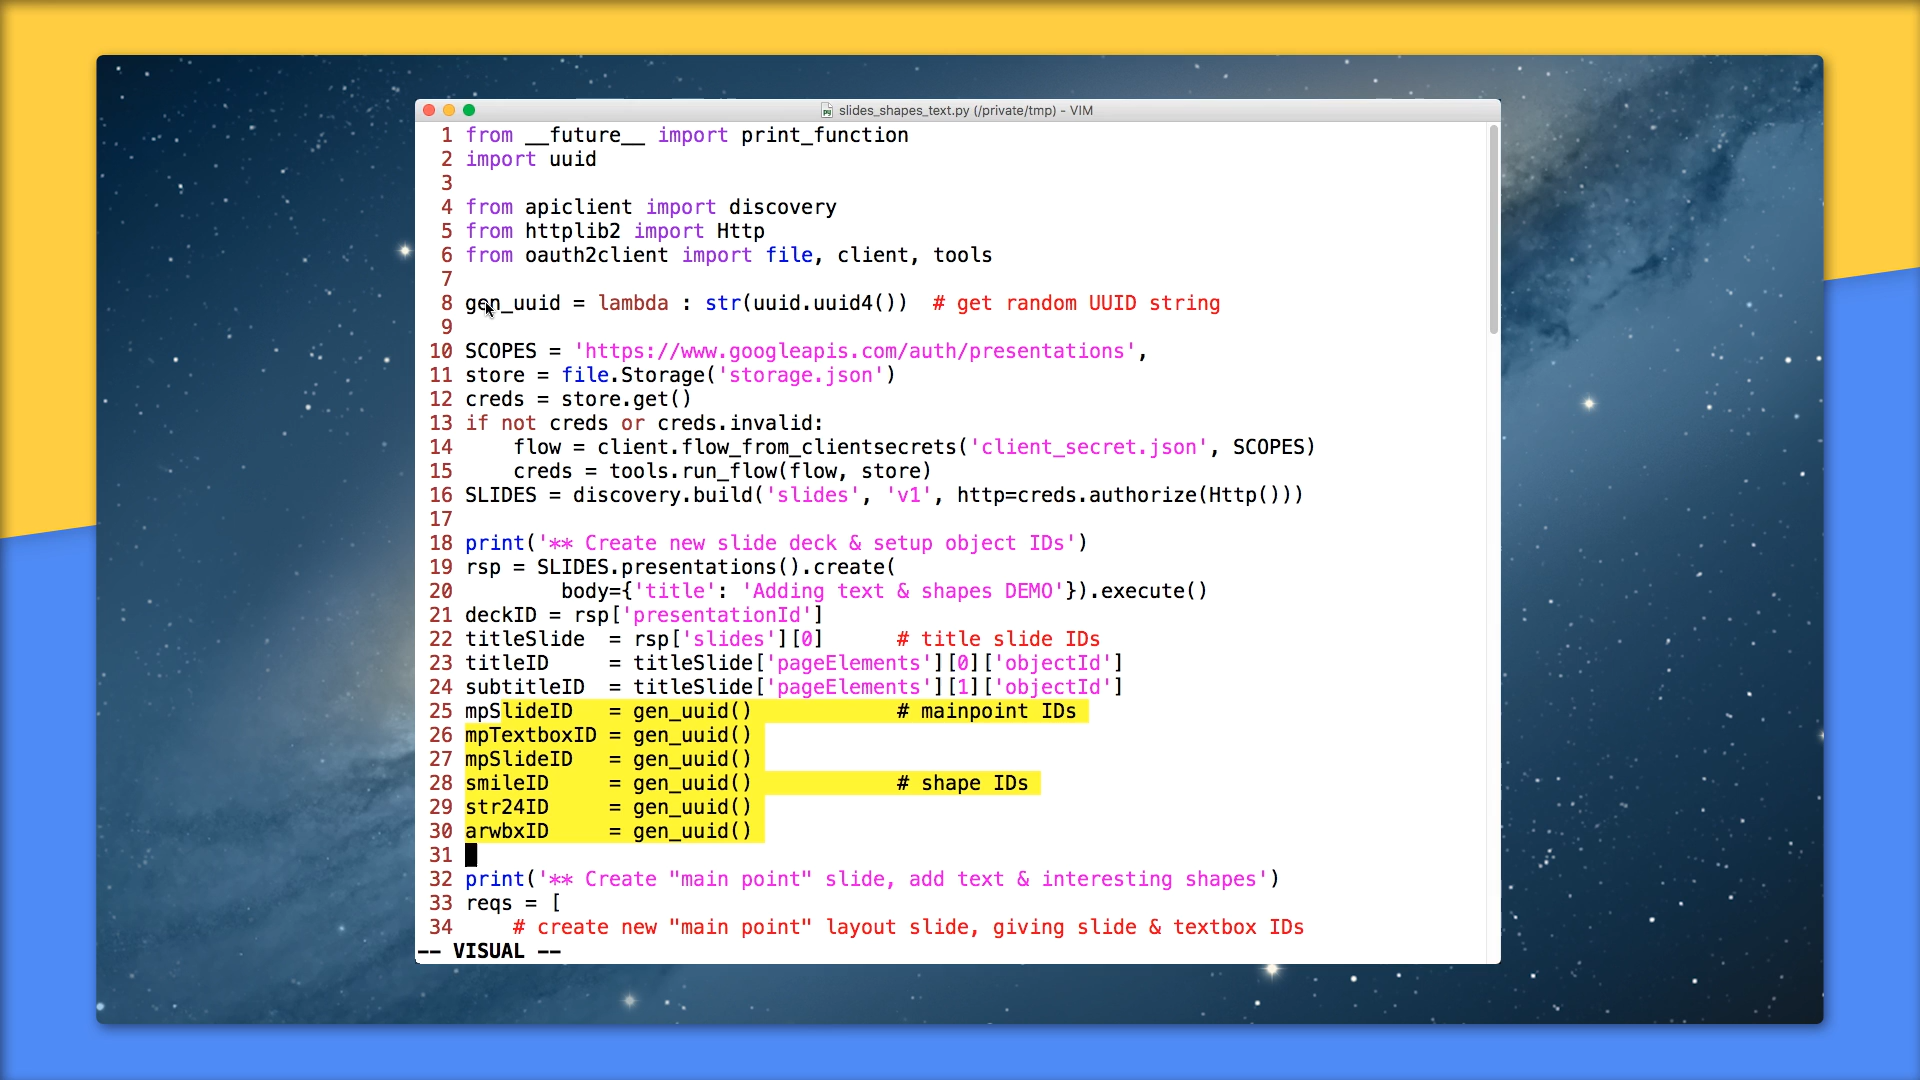 slides_shapes_text.py (/private/tmp) - VIM
1 from __future__ import print_function
2 import uuid
3
4 from apiclient import discovery
5 from httplib2 import Http
6 from oauth2client import file, client, tools
7
8 gen_uuid = lambda : str(uuid.uuid4())  # get random UUID string
9
10 SCOPES = 'https://www.googleapis.com/auth/presentations',
11 store = file.Storage('storage.json')
12 creds = store.get()
13 if not creds or creds.invalid:
14     flow = client.flow_from_clientsecrets('client_secret.json', SCOPES)
15     creds = tools.run_flow(flow, store)
16 SLIDES = discovery.build('slides', 'v1', http=creds.authorize(Http()))
17
18 print('** Create new slide deck & setup object IDs')
19 rsp = SLIDES.presentations().create(
20         body={'title': 'Adding text & shapes DEMO'}).execute()
21 deckID = rsp['presentationId']
22 titleSlide  = rsp['slides'][0]      # title slide IDs
23 titleID     = titleSlide['pageElements'][0]['objectId']
24 subtitleID  = titleSlide['pageElements'][1]['objectId']
25 mpSlideID   = gen_uuid()            # mainpoint IDs
26 mpTextboxID = gen_uuid()
27 mpSlideID   = gen_uuid()
28 smileID     = gen_uuid()            # shape IDs
29 str24ID     = gen_uuid()
30 arwbxID     = gen_uuid()
31
32 print('** Create "main point" slide, add text & interesting shapes')
33 reqs = [
34     # create new "main point" layout slide, giving slide & textbox IDs
-- VISUAL --